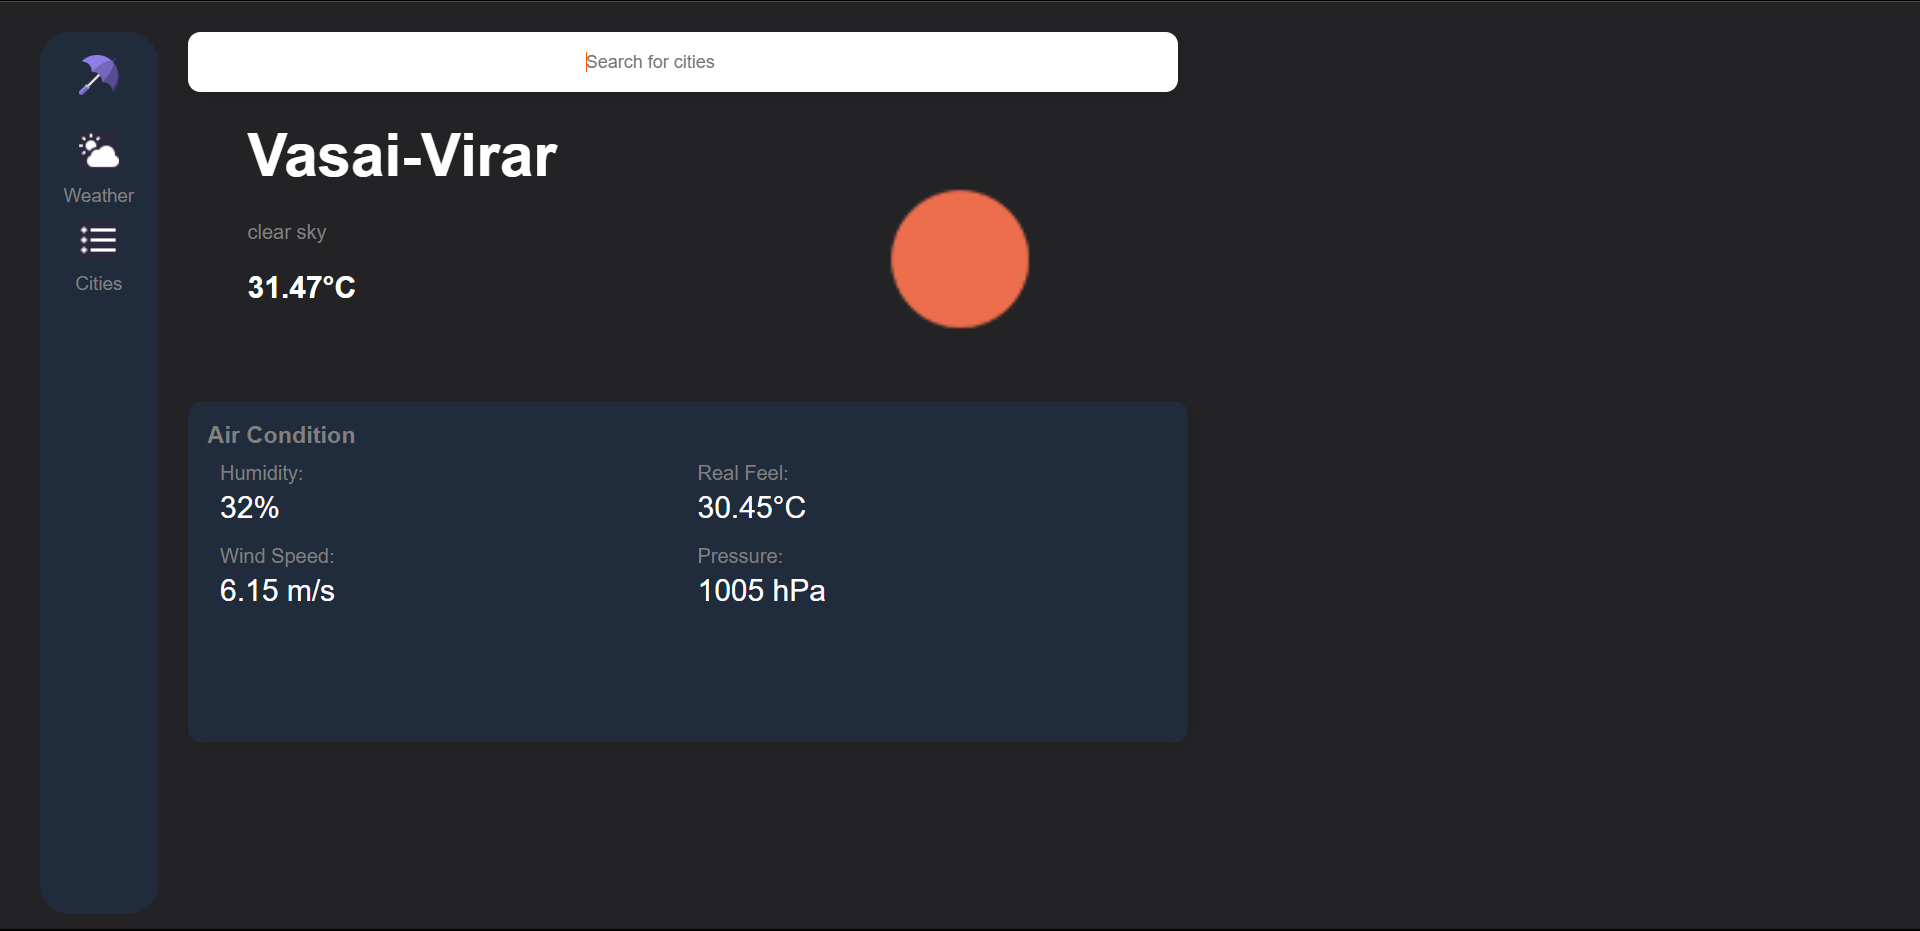 Search for cities
Weather
Cities
Vasai-Virar
clear sky
31.47°C
Air Condition
Humidity:
32%
Real Feel:
30.45°C
Wind Speed:
6.15 m/s
Pressure:
1005 hPa